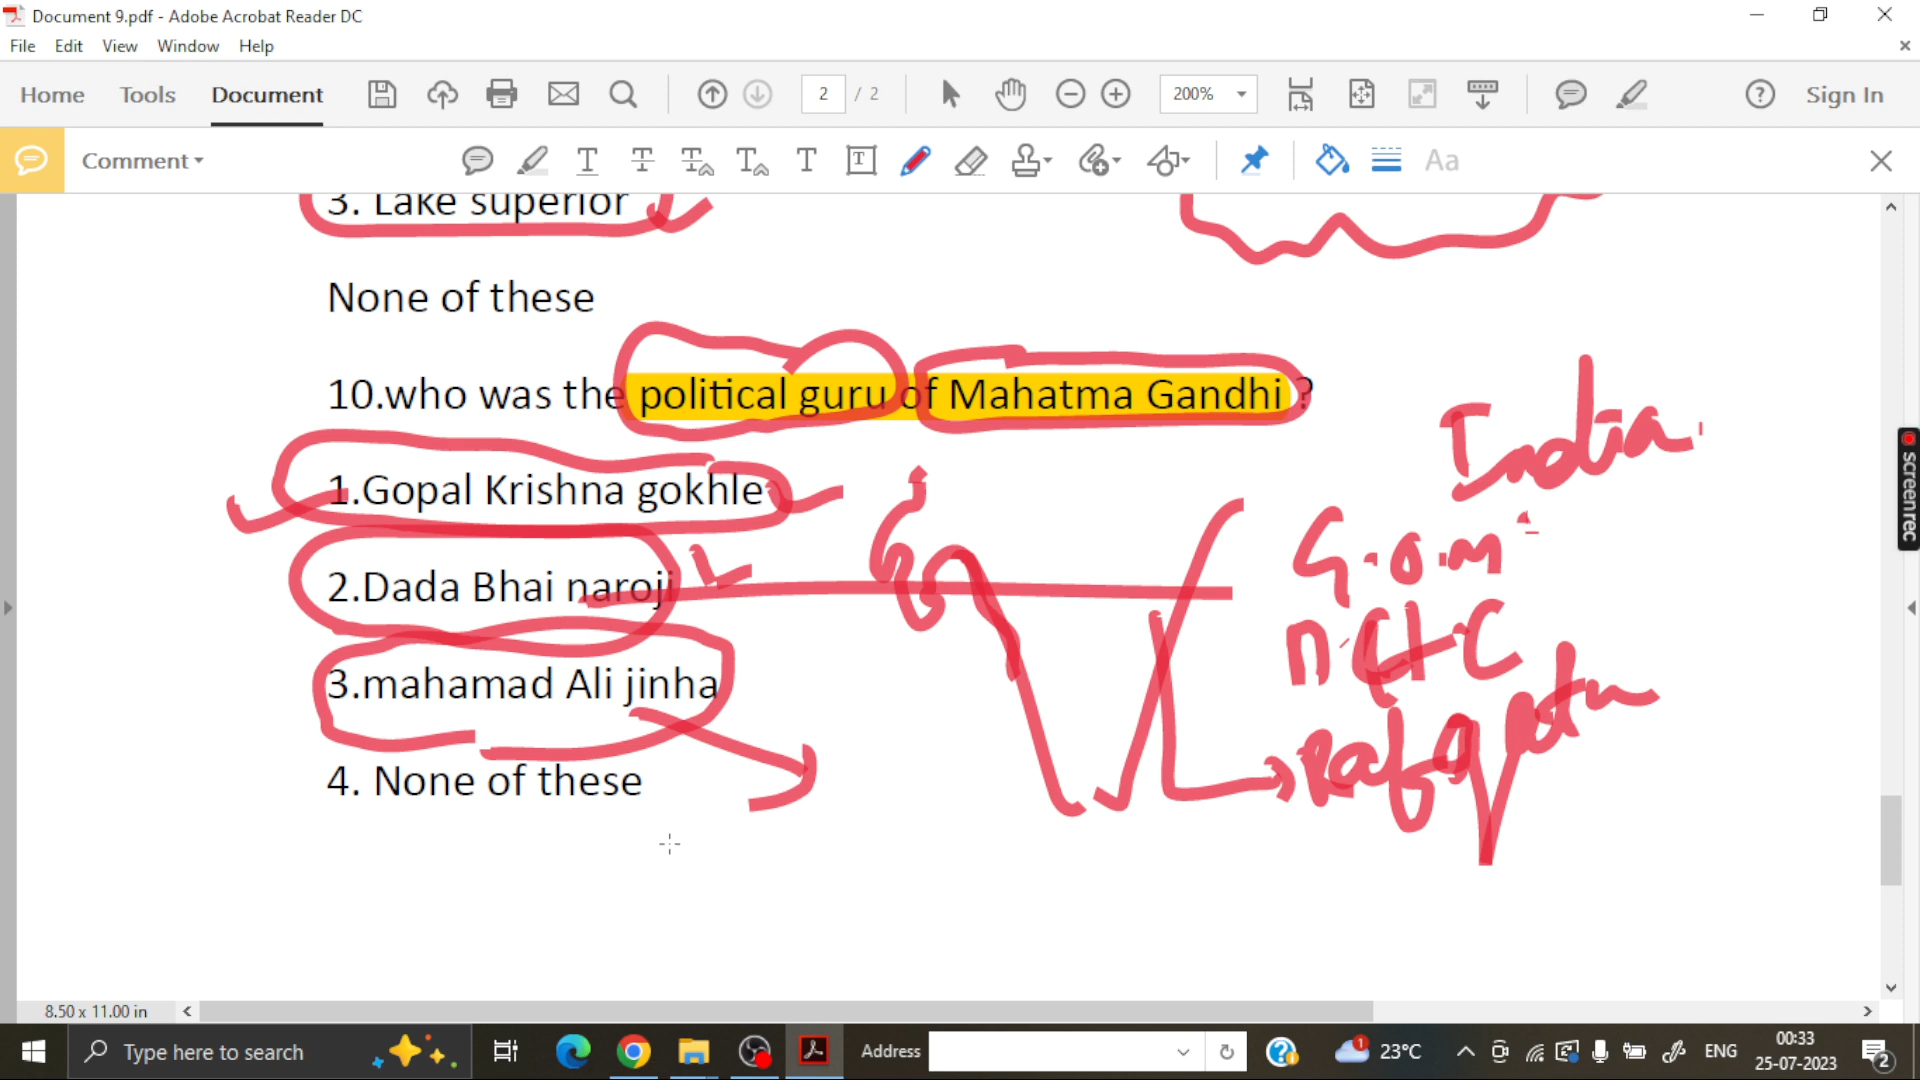 Document 9.pdf - Adobe Acrobat Reader DC
File Edit View Window Help
Home Tools Document 2 / 2 200% Sign In
Comment T T T T T T Aa
3. Lake superior
None of these
10.who was the political guru of Mahatma Gandhi ?
India
1.Gopal Krishna gokhle
G.O.M
2.Dada Bhai naroji
3.mahamad Ali jinha
4. None of these
screenrec
8.50 x 11.00 in
Type here to search
Address
1
23°C
ENG
00:33
25-07-2023
2